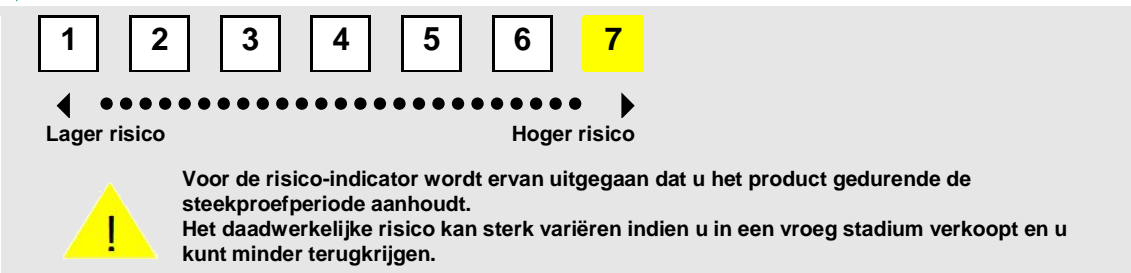 1 2 3 4 5 6 7
Lager risico Hoger risico
Voor de risico-indicator wordt ervan uitgegaan dat u het product gedurende de
steekproefperiode aanhoudt.
Het daadwerkelijke risico kan sterk variëren indien u in een vroeg stadium verkoopt en u
kunt minder terugkrijgen.
!